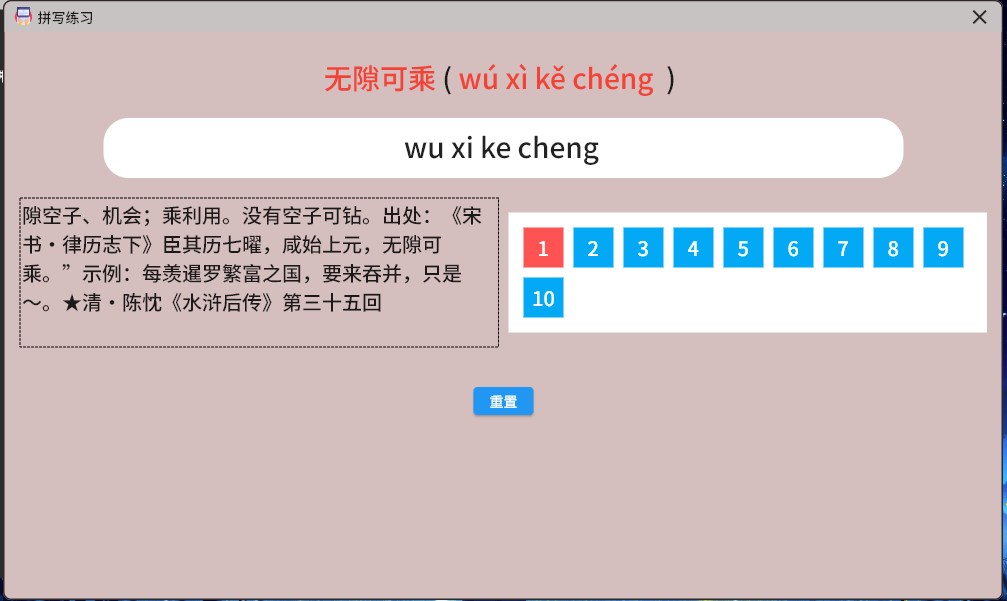 拼写练习
无隙可乘 ( wú xì kě chéng )
wu xi ke cheng
隙空子、机会；乘利用。没有空子可钻。出处：《宋
书·律历志下》臣其历七曜，咸始上元，无隙可
乘。”示例：每羡暹罗繁富之国，要来吞并，只是
～。★清·陈忱《水浒后传》第三十五回
1 2 3 4 5 6 7 8 9
10
重置